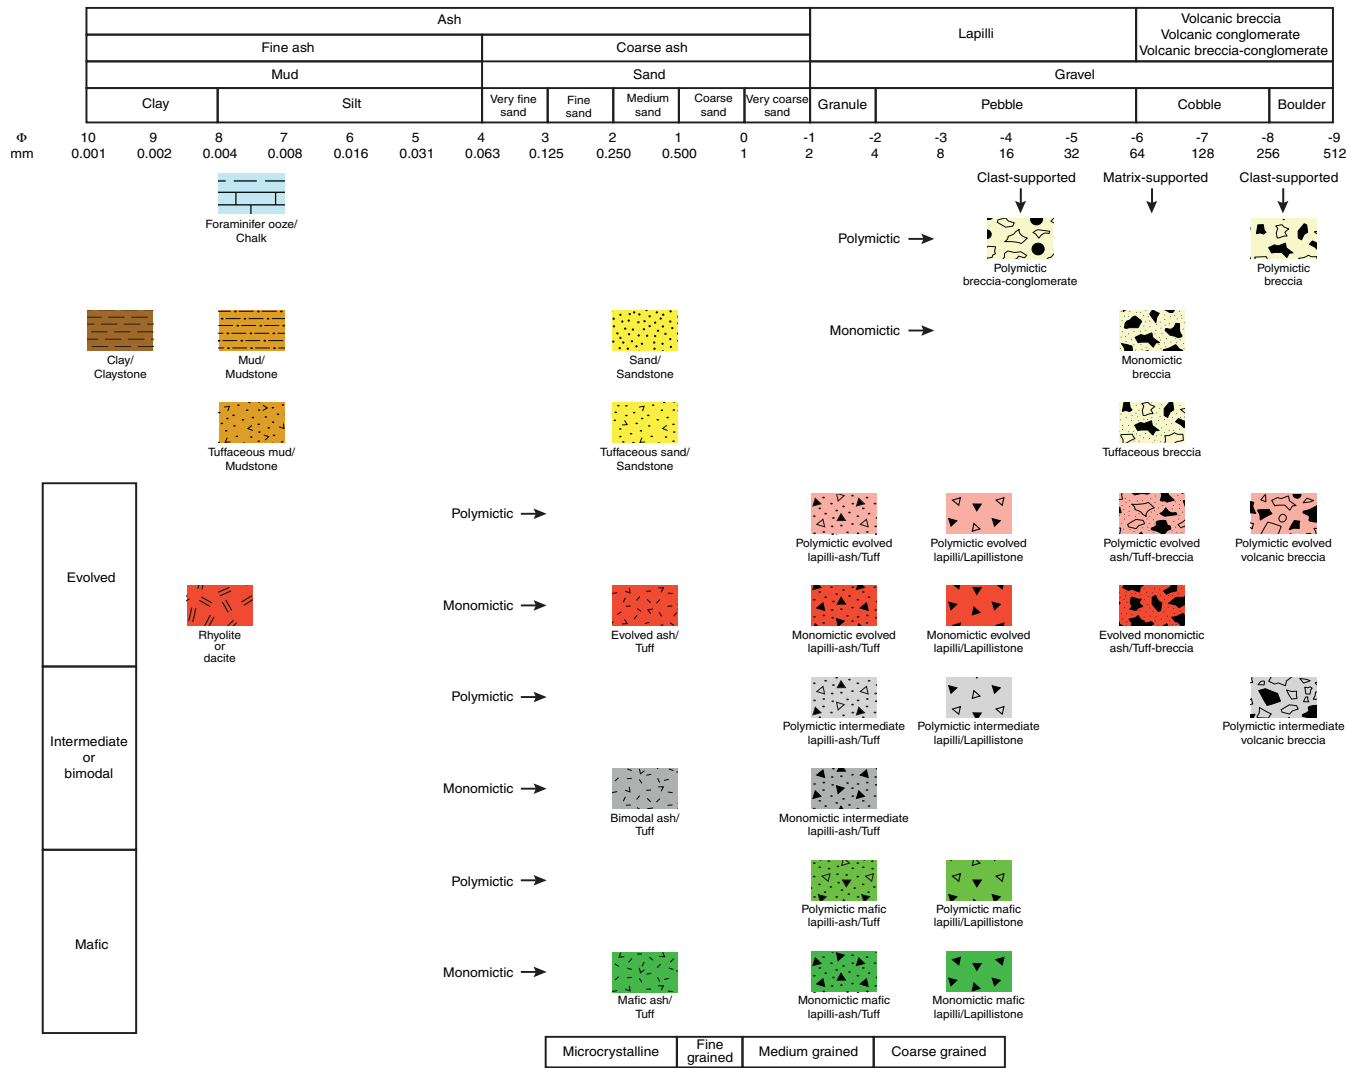 Ash
Lapilli
Volcanic breccia
Volcanic conglomerate
Volcanic breccia-conglomerate
Fine ash
Coarse ash
Mud
Sand
Gravel
Clay
Silt
Very fine
sand
Fine
sand
Medium
sand
Coarse
sand
Very coarse
sand
Granule
Pebble
Cobble
Boulder
Φ 10 9 8 7 6 5 4 3 2 1 0 -1 -2 -3 -4 -5 -6 -7 -8 -9
mm 0.001 0.002 0.004 0.008 0.016 0.031 0.063 0.125 0.250 0.500 1 2 4 8 16 32 64 128 256 512
Clast-supported
Matrix-supported
Clast-supported
Foraminifer ooze/
Chalk
Polymictic
Polymictic
breccia-conglomerate
Polymictic
breccia
Clay/
Claystone
Mud/
Mudstone
Sand/
Sandstone
Monomictic
Monomictic
breccia
Tuffaceous mud/
Mudstone
Tuffaceous sand/
Sandstone
Tuffaceous breccia
Evolved
Polymictic
Polymictic evolved
lapilli-ash/Tuff
Polymictic evolved
lapilli/Lapillistone
Polymictic evolved
ash/Tuff-breccia
Polymictic evolved
volcanic breccia
Rhyolite
or
dacite
Monomictic
Evolved ash/
Tuff
Monomictic evolved
lapilli-ash/Tuff
Monomictic evolved
lapilli/Lapillistone
Evolved monomictic
ash/Tuff-breccia
Intermediate
or
bimodal
Polymictic
Polymictic intermediate
lapilli-ash/Tuff
Polymictic intermediate
lapilli/Lapillistone
Polymictic intermediate
volcanic breccia
Monomictic
Bimodal ash/
Tuff
Monomictic intermediate
lapilli-ash/Tuff
Mafic
Polymictic
Polymictic mafic
lapilli-ash/Tuff
Polymictic mafic
lapilli/Lapillistone
Monomictic
Mafic ash/
Tuff
Monomictic mafic
lapilli-ash/Tuff
Monomictic mafic
lapilli/Lapillistone
Microcrystalline
Fine
grained
Medium grained
Coarse grained